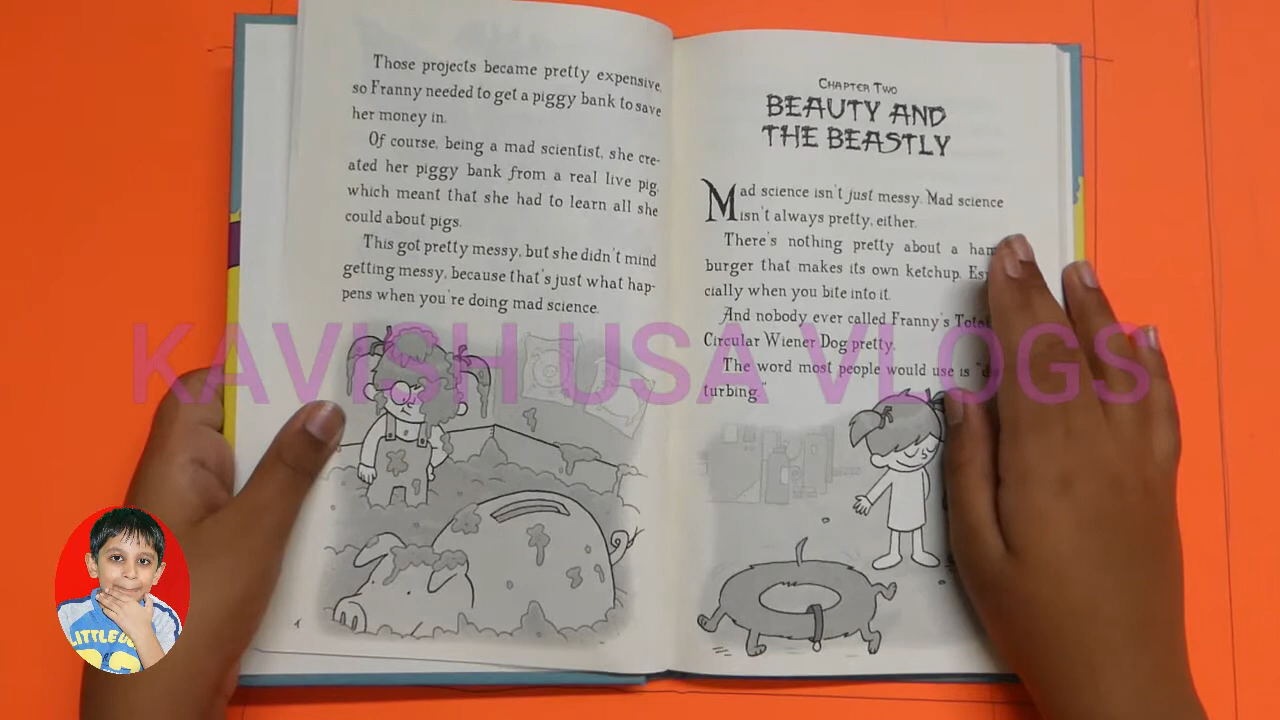 Those projects became pretty expensive,
so Franny needed to get a piggy bank to save
her money in.
Of course, being a mad scientist, she cre-
ated her piggy bank from a real live pig,
which meant that she had to learn all she
could about pigs.
This got pretty messy, but she didn't mind
getting messy, because that's just what hap-
pens when you're doing mad science.
4
CHAPTER TWO
BEAUTY AND
THE BEASTLY
Mad science isn't just messy. Mad science
isn't always pretty, either.
There's nothing pretty about a ham
burger that makes its own ketchup. Esp
cially when you bite into it.
And nobody ever called Franny's
Circular Wiener Dog pretty.
The word most people would use is "d
turbing."
KAVISH USA VLOGS
LITTLE